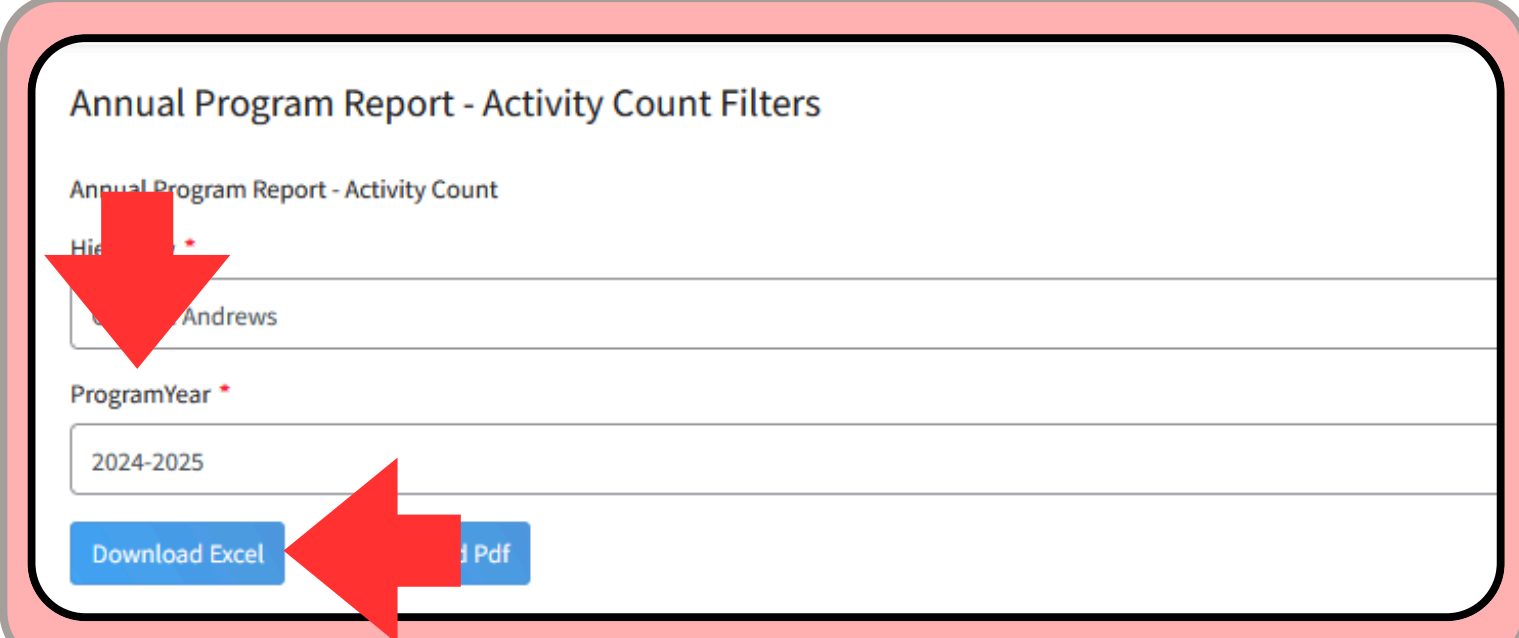 Annual Program Report - Activity Count Filters
Annual Program Report - Activity Count
*
Andrews
ProgramYear *
2024-2025
Download Excel
Pdf